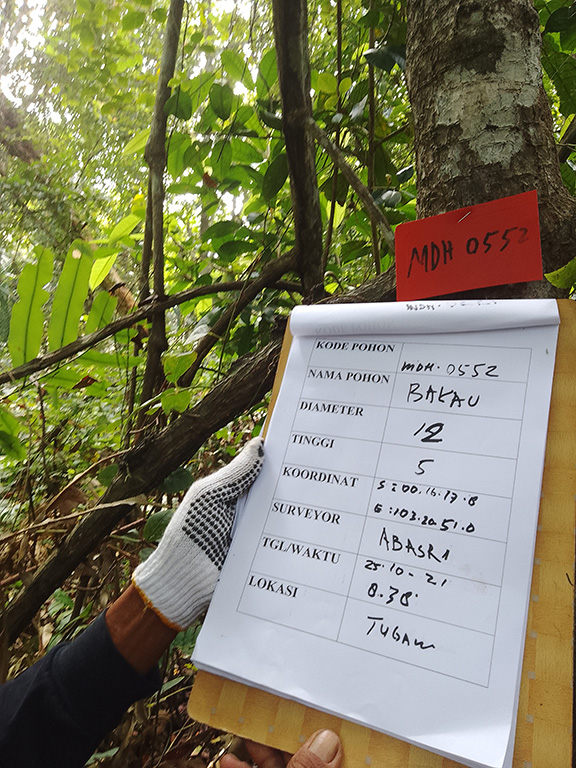 MDH 0552
KODE POHON MDH. 0552
NAMA POHON BAKAU
DIAMETER 12
TINGGI 5
KOORDINAT S:00.16.17.8
E:103.20.51.0
SURVEYOR ABASRI
TGL/WAKTU 25.10-21.
8.38.
LOKASI TUGAW